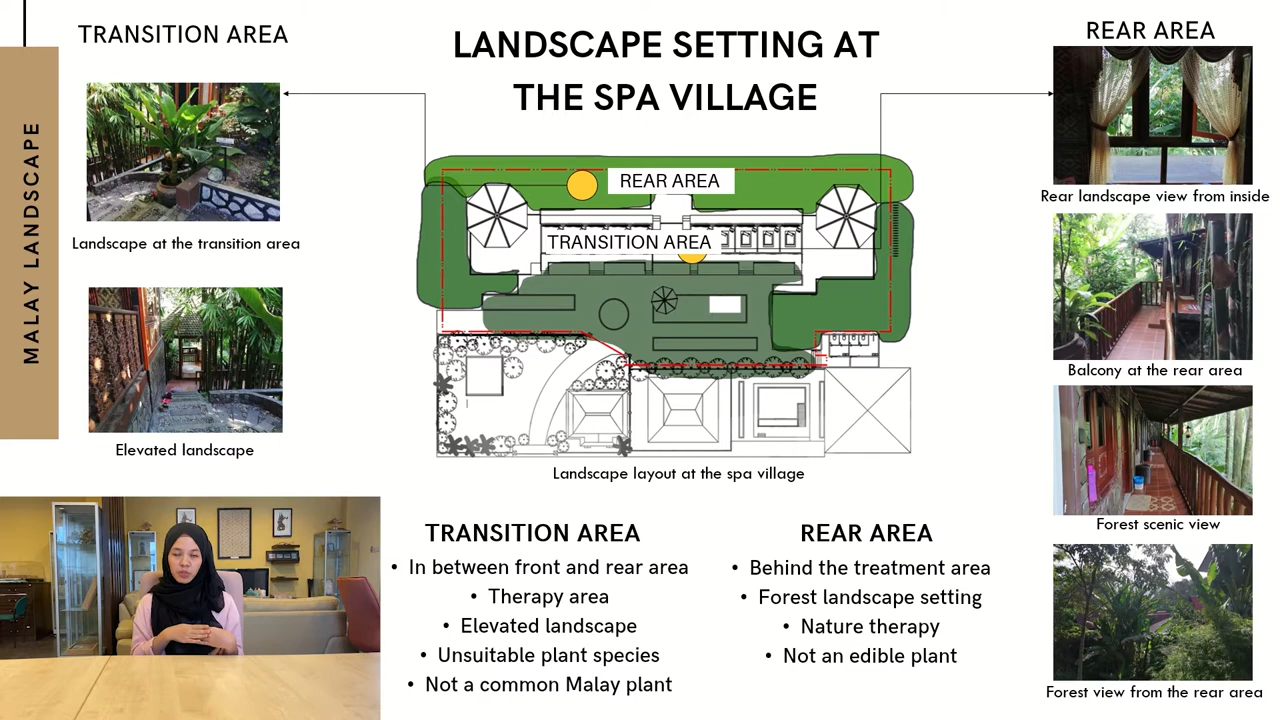 MALAY LANDSCAPE
TRANSITION AREA
Landscape at the transition area
Elevated landscape
LANDSCAPE SETTING AT
THE SPA VILLAGE
REAR AREA
TRANSITION AREA
Landscape layout at the spa village
TRANSITION AREA
• In between front and rear area
• Therapy area
• Elevated landscape
• Unsuitable plant species
• Not a common Malay plant
REAR AREA
• Behind the treatment area
• Forest landscape setting
• Nature therapy
• Not an edible plant
REAR AREA
Rear landscape view from inside
Balcony at the rear area
Forest scenic view
Forest view from the rear area